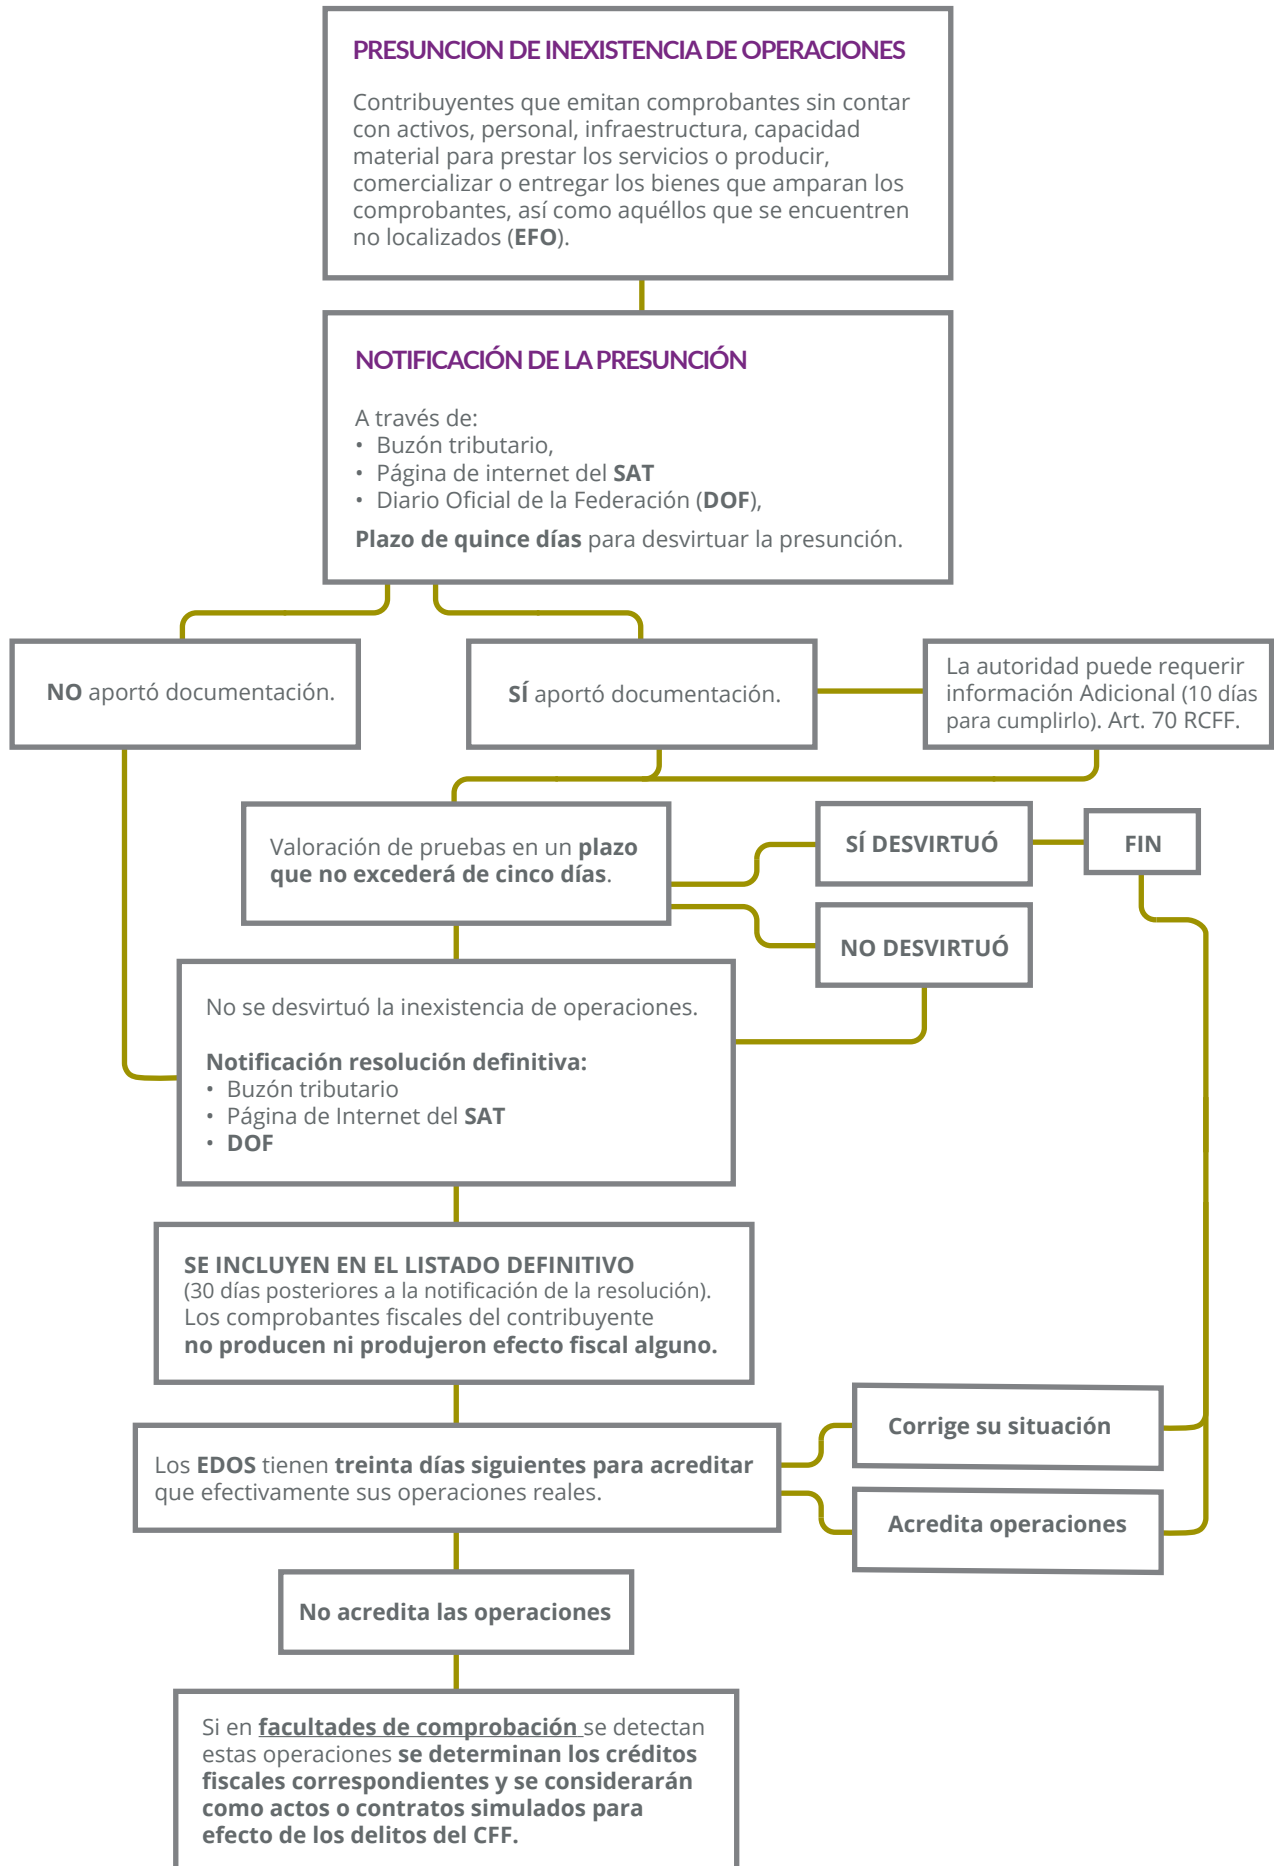 PRESUNCION DE INEXISTENCIA DE OPERACIONES
Contribuyentes que emitan comprobantes sin contar
con activos, personal, infraestructura, capacidad
material para prestar los servicios o producir,
comercializar o entregar los bienes que amparan los
comprobantes, así como aquéllos que se encuentren
no localizados (EFO).
NOTIFICACIÓN DE LA PRESUNCIÓN
A través de:
• Buzón tributario,
• Página de internet del SAT
• Diario Oficial de la Federación (DOF),
Plazo de quince días para desvirtuar la presunción.
NO aportó documentación.
SÍ aportó documentación.
La autoridad puede requerir
información Adicional (10 días
para cumplirlo). Art. 70 RCFF.
Valoración de pruebas en un plazo
que no excederá de cinco días.
SÍ DESVIRTUÓ
FIN
NO DESVIRTUÓ
No se desvirtuó la inexistencia de operaciones.
Notificación resolución definitiva:
• Buzón tributario
• Página de Internet del SAT
• DOF
SE INCLUYEN EN EL LISTADO DEFINITIVO
(30 días posteriores a la notificación de la resolución).
Los comprobantes fiscales del contribuyente
no producen ni produjeron efecto fiscal alguno.
Los EDOS tienen treinta días siguientes para acreditar
que efectivamente sus operaciones reales.
Corrige su situación
Acredita operaciones
No acredita las operaciones
Si en facultades de comprobación se detectan
estas operaciones se determinan los créditos
fiscales correspondientes y se considerarán
como actos o contratos simulados para
efecto de los delitos del CFF.